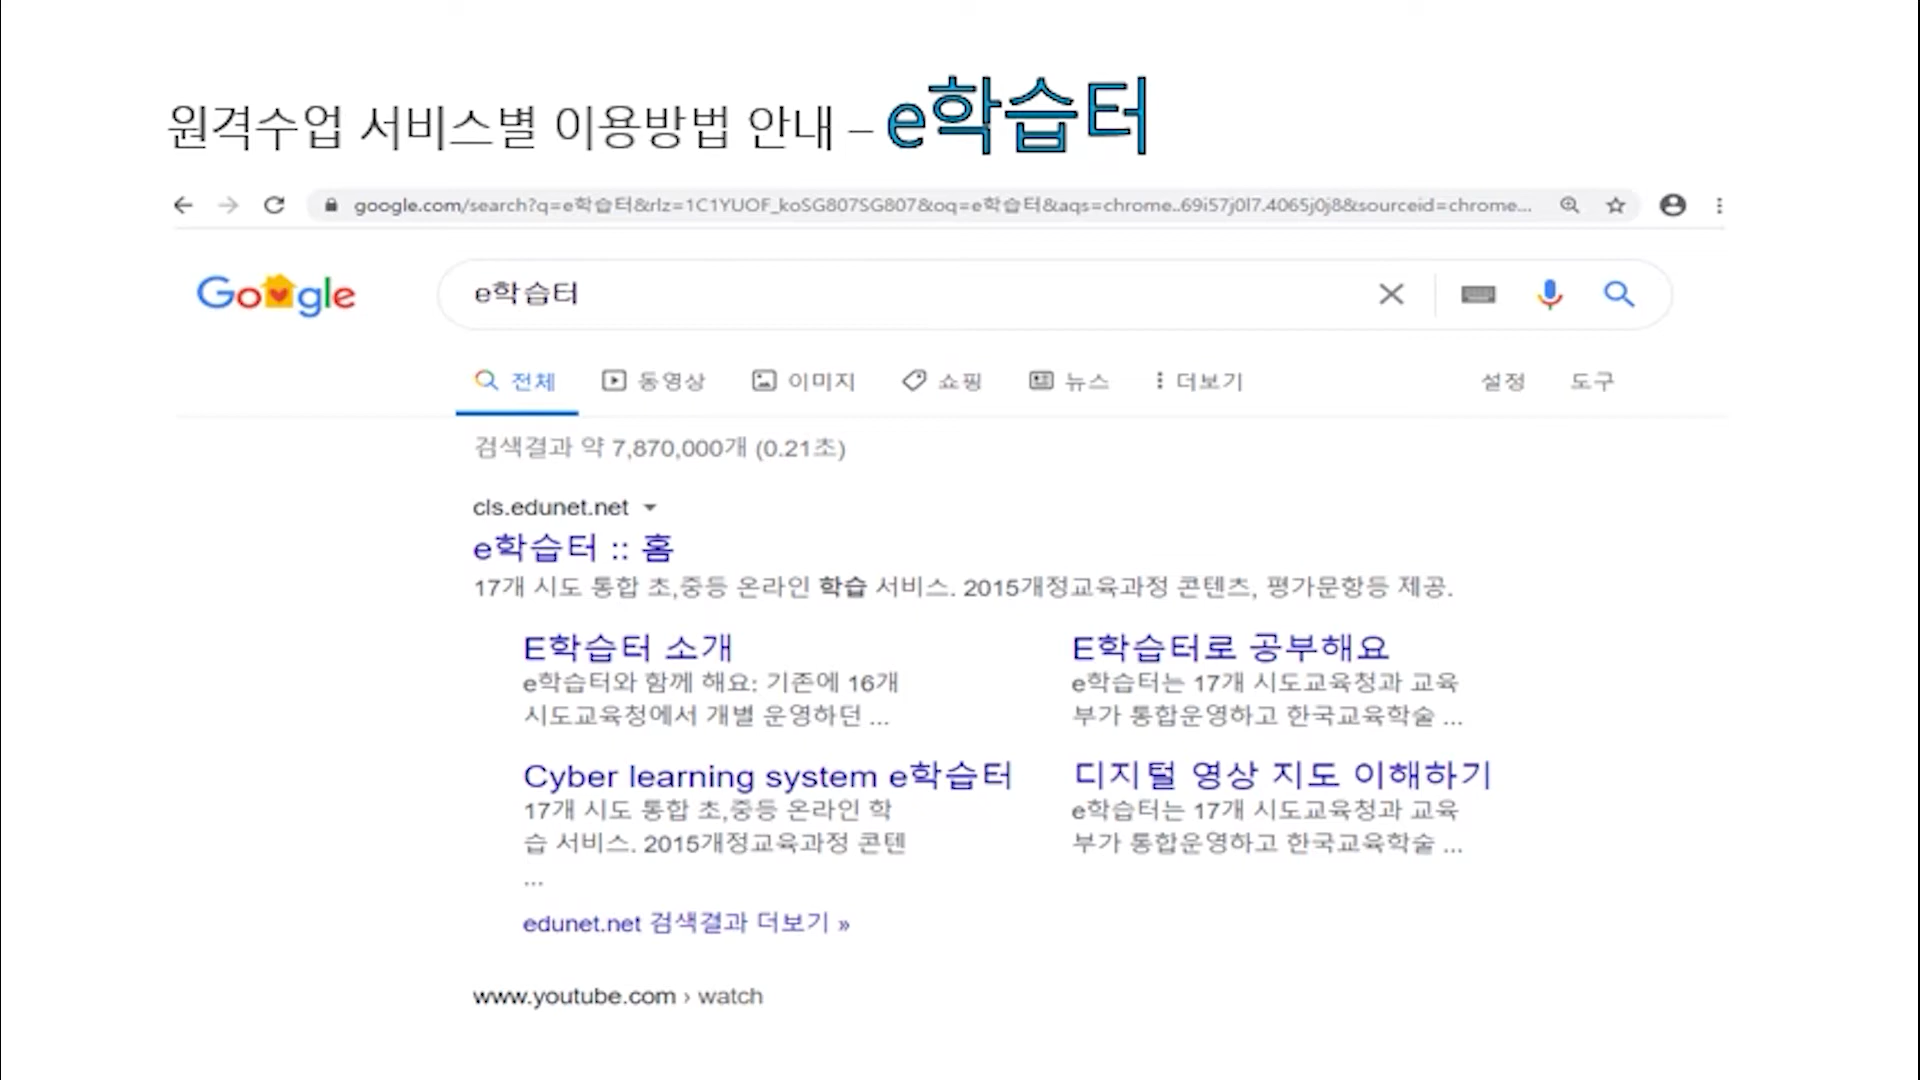 원격수업 서비스별 이용방법 안내 – e학습터
google.com/search?q=e학습터&rlz=1C1YUOF_koSG807SG807&oq=e학습터&aqs=chrome..69i57j0l7.4065j0j8&sourceid=chrome...
Google
e학습터
전체 동영상 이미지 쇼핑 뉴스 더보기 설정 도구
검색결과 약 7,870,000개 (0.21초)
cls.edunet.net
e학습터 :: 홈
17개 시도 통합 초,중등 온라인 학습 서비스. 2015개정교육과정 콘텐츠, 평가문항등 제공.
E학습터 소개
e학습터와 함께 해요: 기존에 16개
시도교육청에서 개별 운영하던 ...
E학습터로 공부해요
e학습터는 17개 시도교육청과 교육
부가 통합운영하고 한국교육학술 ...
Cyber learning system e학습터
17개 시도 통합 초,중등 온라인 학
습 서비스. 2015개정교육과정 콘텐
...
디지털 영상 지도 이해하기
e학습터는 17개 시도교육청과 교육
부가 통합운영하고 한국교육학술 ...
edunet.net 검색결과 더보기 »
www.youtube.com › watch